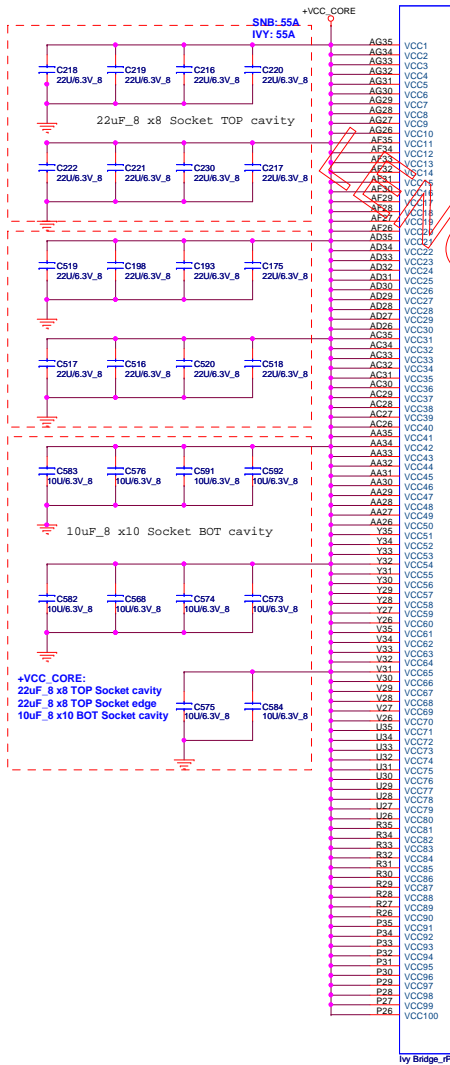 +VCC_CORE
SNB: 55A
IVY: 55A
C218
22U/6.3V_8
C219
22U/6.3V_8
C216
22U/6.3V_8
C220
22U/6.3V_8
22uF_8 x8 Socket TOP cavity
C222
22U/6.3V_8
C221
22U/6.3V_8
C230
22U/6.3V_8
C217
22U/6.3V_8
C519
22U/6.3V_8
C198
22U/6.3V_8
C193
22U/6.3V_8
C175
22U/6.3V_8
C517
22U/6.3V_8
C516
22U/6.3V_8
C520
22U/6.3V_8
C518
22U/6.3V_8
C583
10U/6.3V_8
C576
10U/6.3V_8
C591
10U/6.3V_8
C592
10U/6.3V_8
10uF_8 x10 Socket BOT cavity
C582
10U/6.3V_8
C568
10U/6.3V_8
C574
10U/6.3V_8
C573
10U/6.3V_8
+VCC_CORE:
22uF_8 x8 TOP Socket cavity
22uF_8 x8 TOP Socket edge
10uF_8 x10 BOT Socket cavity
C575
10U/6.3V_8
C584
10U/6.3V_8
AG35 VCC1
AG34 VCC2
AG33 VCC3
AG32 VCC4
AG31 VCC5
AG30 VCC6
AG29 VCC7
AG28 VCC8
AG27 VCC9
AG26 VCC10
AF35 VCC11
AF34 VCC12
AF33 VCC13
AF32 VCC14
AF31 VCC15
AF30 VCC16
AF29 VCC17
AF28 VCC18
AF27 VCC19
AF26 VCC20
AD35 VCC21
AD34 VCC22
AD33 VCC23
AD32 VCC24
AD31 VCC25
AD30 VCC26
AD29 VCC27
AD28 VCC28
AD27 VCC29
AD26 VCC30
AC35 VCC31
AC34 VCC32
AC33 VCC33
AC32 VCC34
AC31 VCC35
AC30 VCC36
AC29 VCC37
AC28 VCC38
AC27 VCC39
AC26 VCC40
AA35 VCC41
AA34 VCC42
AA33 VCC43
AA32 VCC44
AA31 VCC45
AA30 VCC46
AA29 VCC47
AA28 VCC48
AA27 VCC49
AA26 VCC50
Y35 VCC51
Y34 VCC52
Y33 VCC53
Y32 VCC54
Y31 VCC55
Y30 VCC56
Y29 VCC57
Y28 VCC58
Y27 VCC59
Y26 VCC60
V35 VCC61
V34 VCC62
V33 VCC63
V32 VCC64
V31 VCC65
V30 VCC66
V29 VCC67
V28 VCC68
V27 VCC69
V26 VCC70
U35 VCC71
U34 VCC72
U33 VCC73
U32 VCC74
U31 VCC75
U30 VCC76
U29 VCC77
U28 VCC78
U27 VCC79
U26 VCC80
R35 VCC81
R34 VCC82
R33 VCC83
R32 VCC84
R31 VCC85
R30 VCC86
R29 VCC87
R28 VCC88
R27 VCC89
R26 VCC90
P35 VCC91
P34 VCC92
P33 VCC93
P32 VCC94
P31 VCC95
P30 VCC96
P29 VCC97
P28 VCC98
P27 VCC99
P26 VCC100